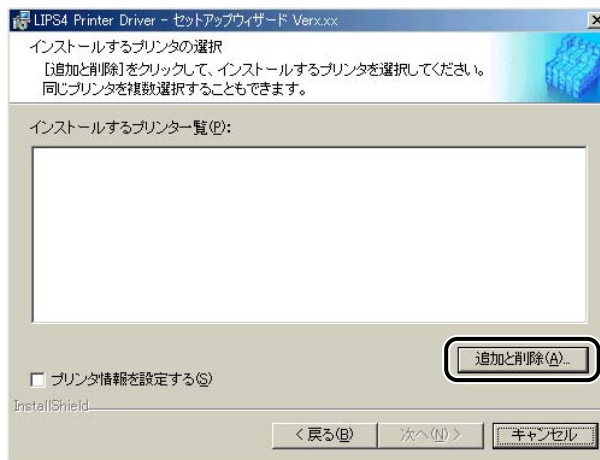 LIPS4 Printer Driver - セットアップウィザード Verx.xx
インストールするプリンタの選択
[追加と削除]をクリックして、インストールするプリンタを選択してください。
同じプリンタを複数選択することもできます。
インストールするプリンタ一覧(P):
追加と削除(A)...
プリンタ情報を設定する(S)
InstallShield
< 戻る(B)
次へ(N) >
キャンセル